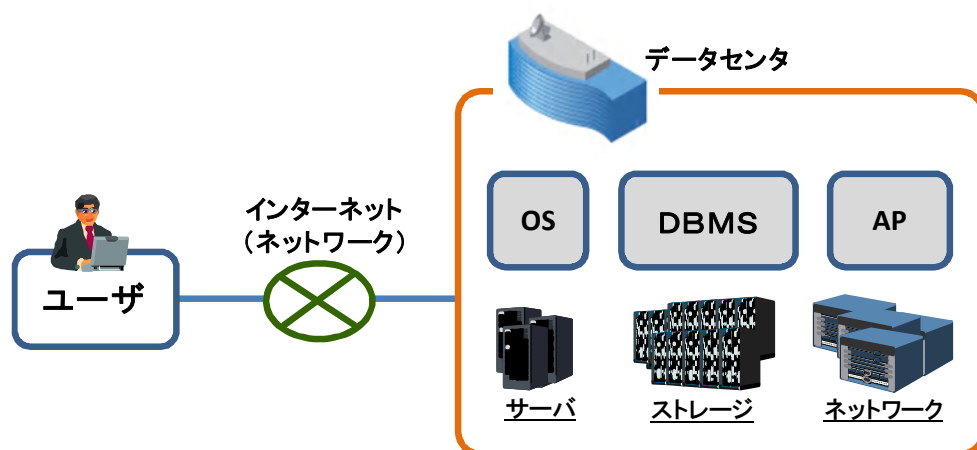 データセンタ
インターネット
（ネットワーク）
ユーザ
OS
ＤＢＭＳ
AP
サーバ
ストレージ
ネットワーク